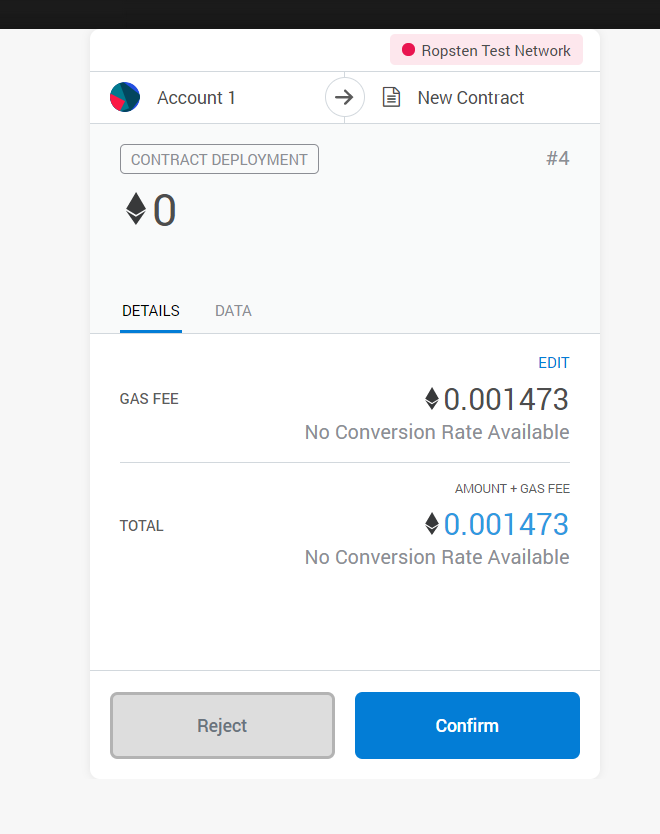 Ropsten Test Network
Account 1
New Contract
CONTRACT DEPLOYMENT
#4
0
DETAILS
DATA
EDIT
GAS FEE
0.001473
No Conversion Rate Available
AMOUNT + GAS FEE
TOTAL
0.001473
No Conversion Rate Available
Reject
Confirm